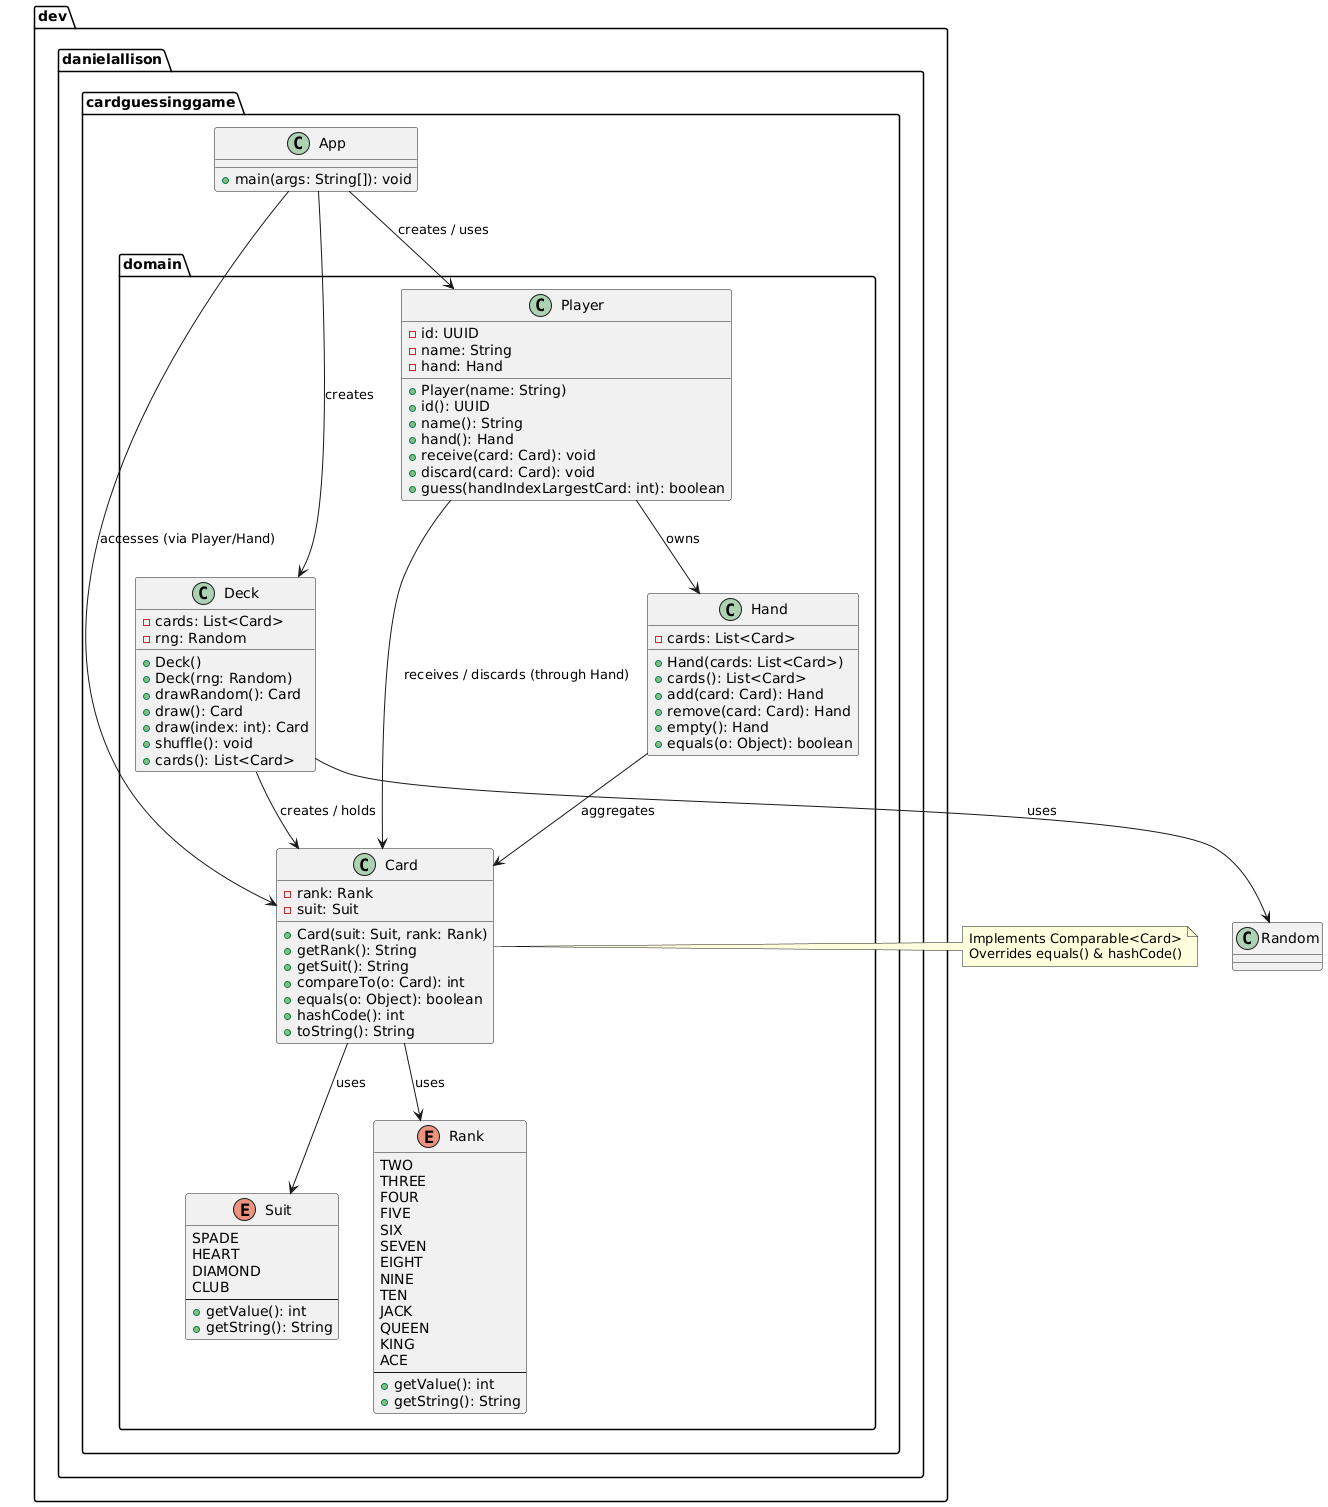 dev
danielallison
cardguessinggame
C App
main(args: String[]): void
creates / uses
domain
C Player
id: UUID
name: String
hand: Hand
Player(name: String)
id(): UUID
name(): String
hand(): Hand
receive(card: Card): void
discard(card: Card): void
guess(handIndexLargestCard: int): boolean
creates
accesses (via Player/Hand)
owns
C Deck
cards: List<Card>
rng: Random
Deck()
Deck(rng: Random)
drawRandom(): Card
draw(): Card
draw(index: int): Card
shuffle(): void
cards(): List<Card>
receives / discards (through Hand)
C Hand
cards: List<Card>
Hand(cards: List<Card>)
cards(): List<Card>
add(card: Card): Hand
remove(card: Card): Hand
empty(): Hand
equals(o: Object): boolean
creates / holds
aggregates
uses
C Card
rank: Rank
suit: Suit
Card(suit: Suit, rank: Rank)
getRank(): String
getSuit(): String
compareTo(o: Card): int
equals(o: Object): boolean
hashCode(): int
toString(): String
Implements Comparable<Card>
Overrides equals() & hashCode()
C Random
uses
uses
E Suit
SPADE
HEART
DIAMOND
CLUB
getValue(): int
getString(): String
E Rank
TWO
THREE
FOUR
FIVE
SIX
SEVEN
EIGHT
NINE
TEN
JACK
QUEEN
KING
ACE
getValue(): int
getString(): String